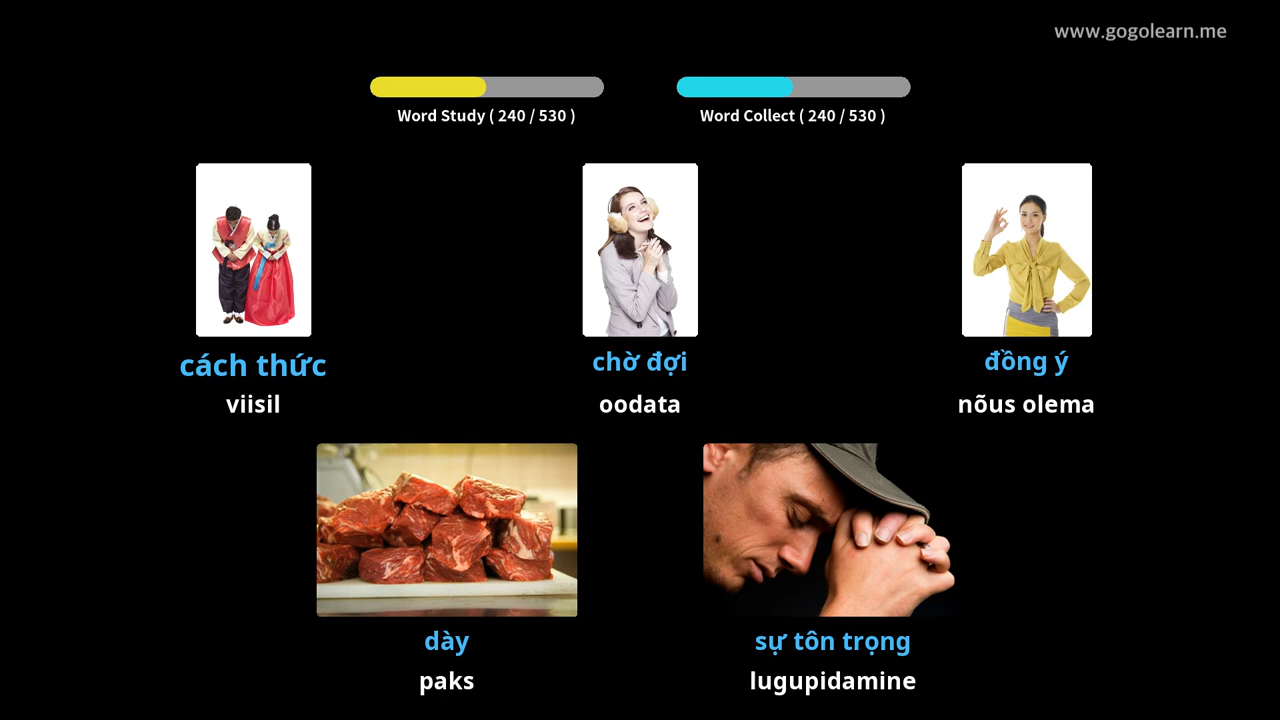 www.gogolearn.me
Word Study ( 240 / 530 )
Word Collect ( 240 / 530 )
cách thức
viisil
chờ đợi
oodata
đồng ý
nõus olema
dày
paks
sự tôn trọng
lugupidamine